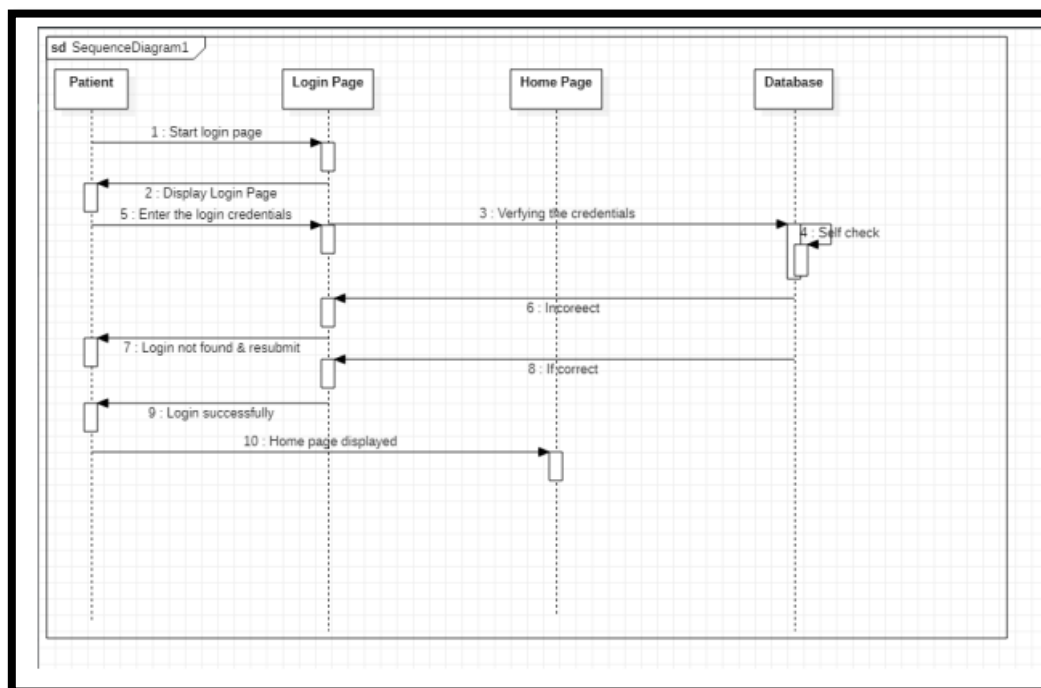 sd SequenceDiagram1
Patient
Login Page
Home Page
Database
1 : Start login page
2 : Display Login Page
5 : Enter the login credentials
3 : Verfying the credentials
4 : Self check
6 : Incoreect
7 : Login not found & resubmit
8 : If correct
9 : Login successfully
10 : Home page displayed